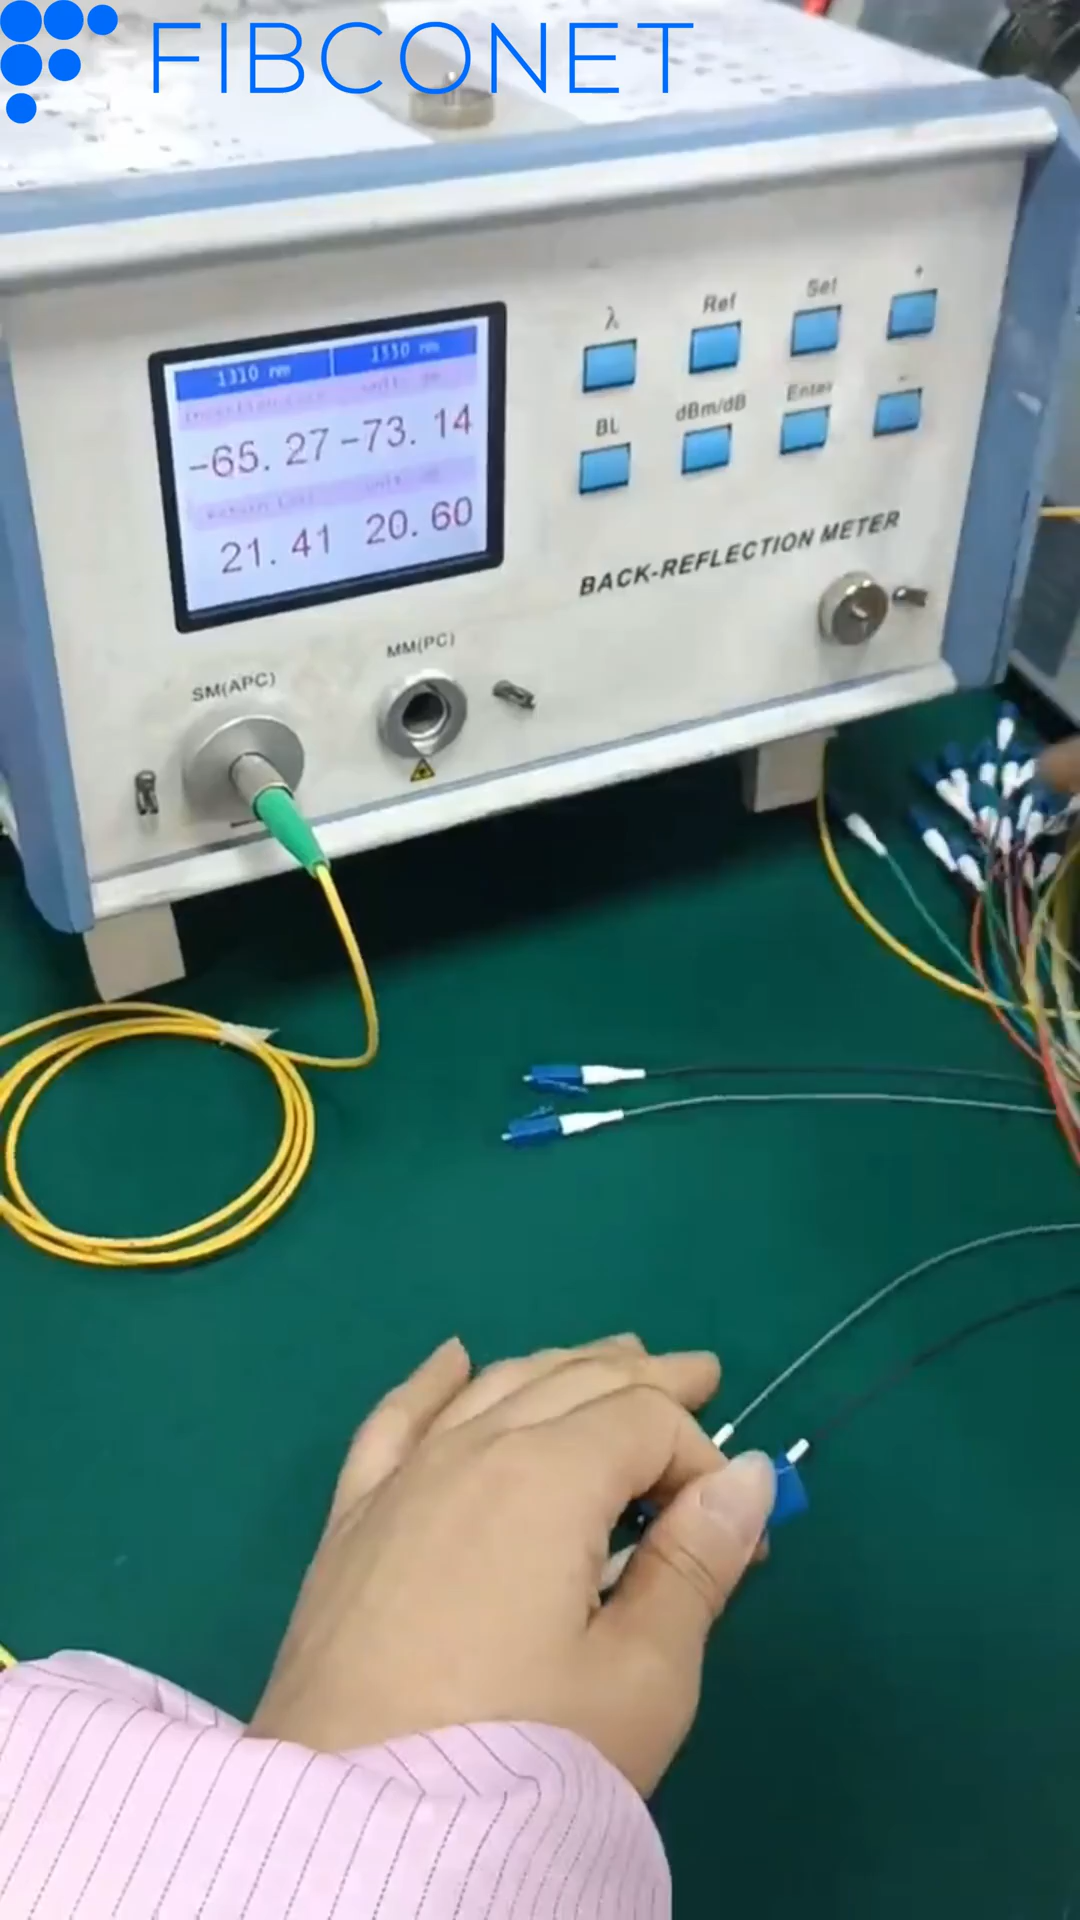 FIBCONET
1310 nm
1550 nm
-65.27 -73.14
21.41 20.60
λ
Ref
Set
+
BL
dBm/dB
Enter
-
BACK-REFLECTION METER
SM(APC)
MM(PC)